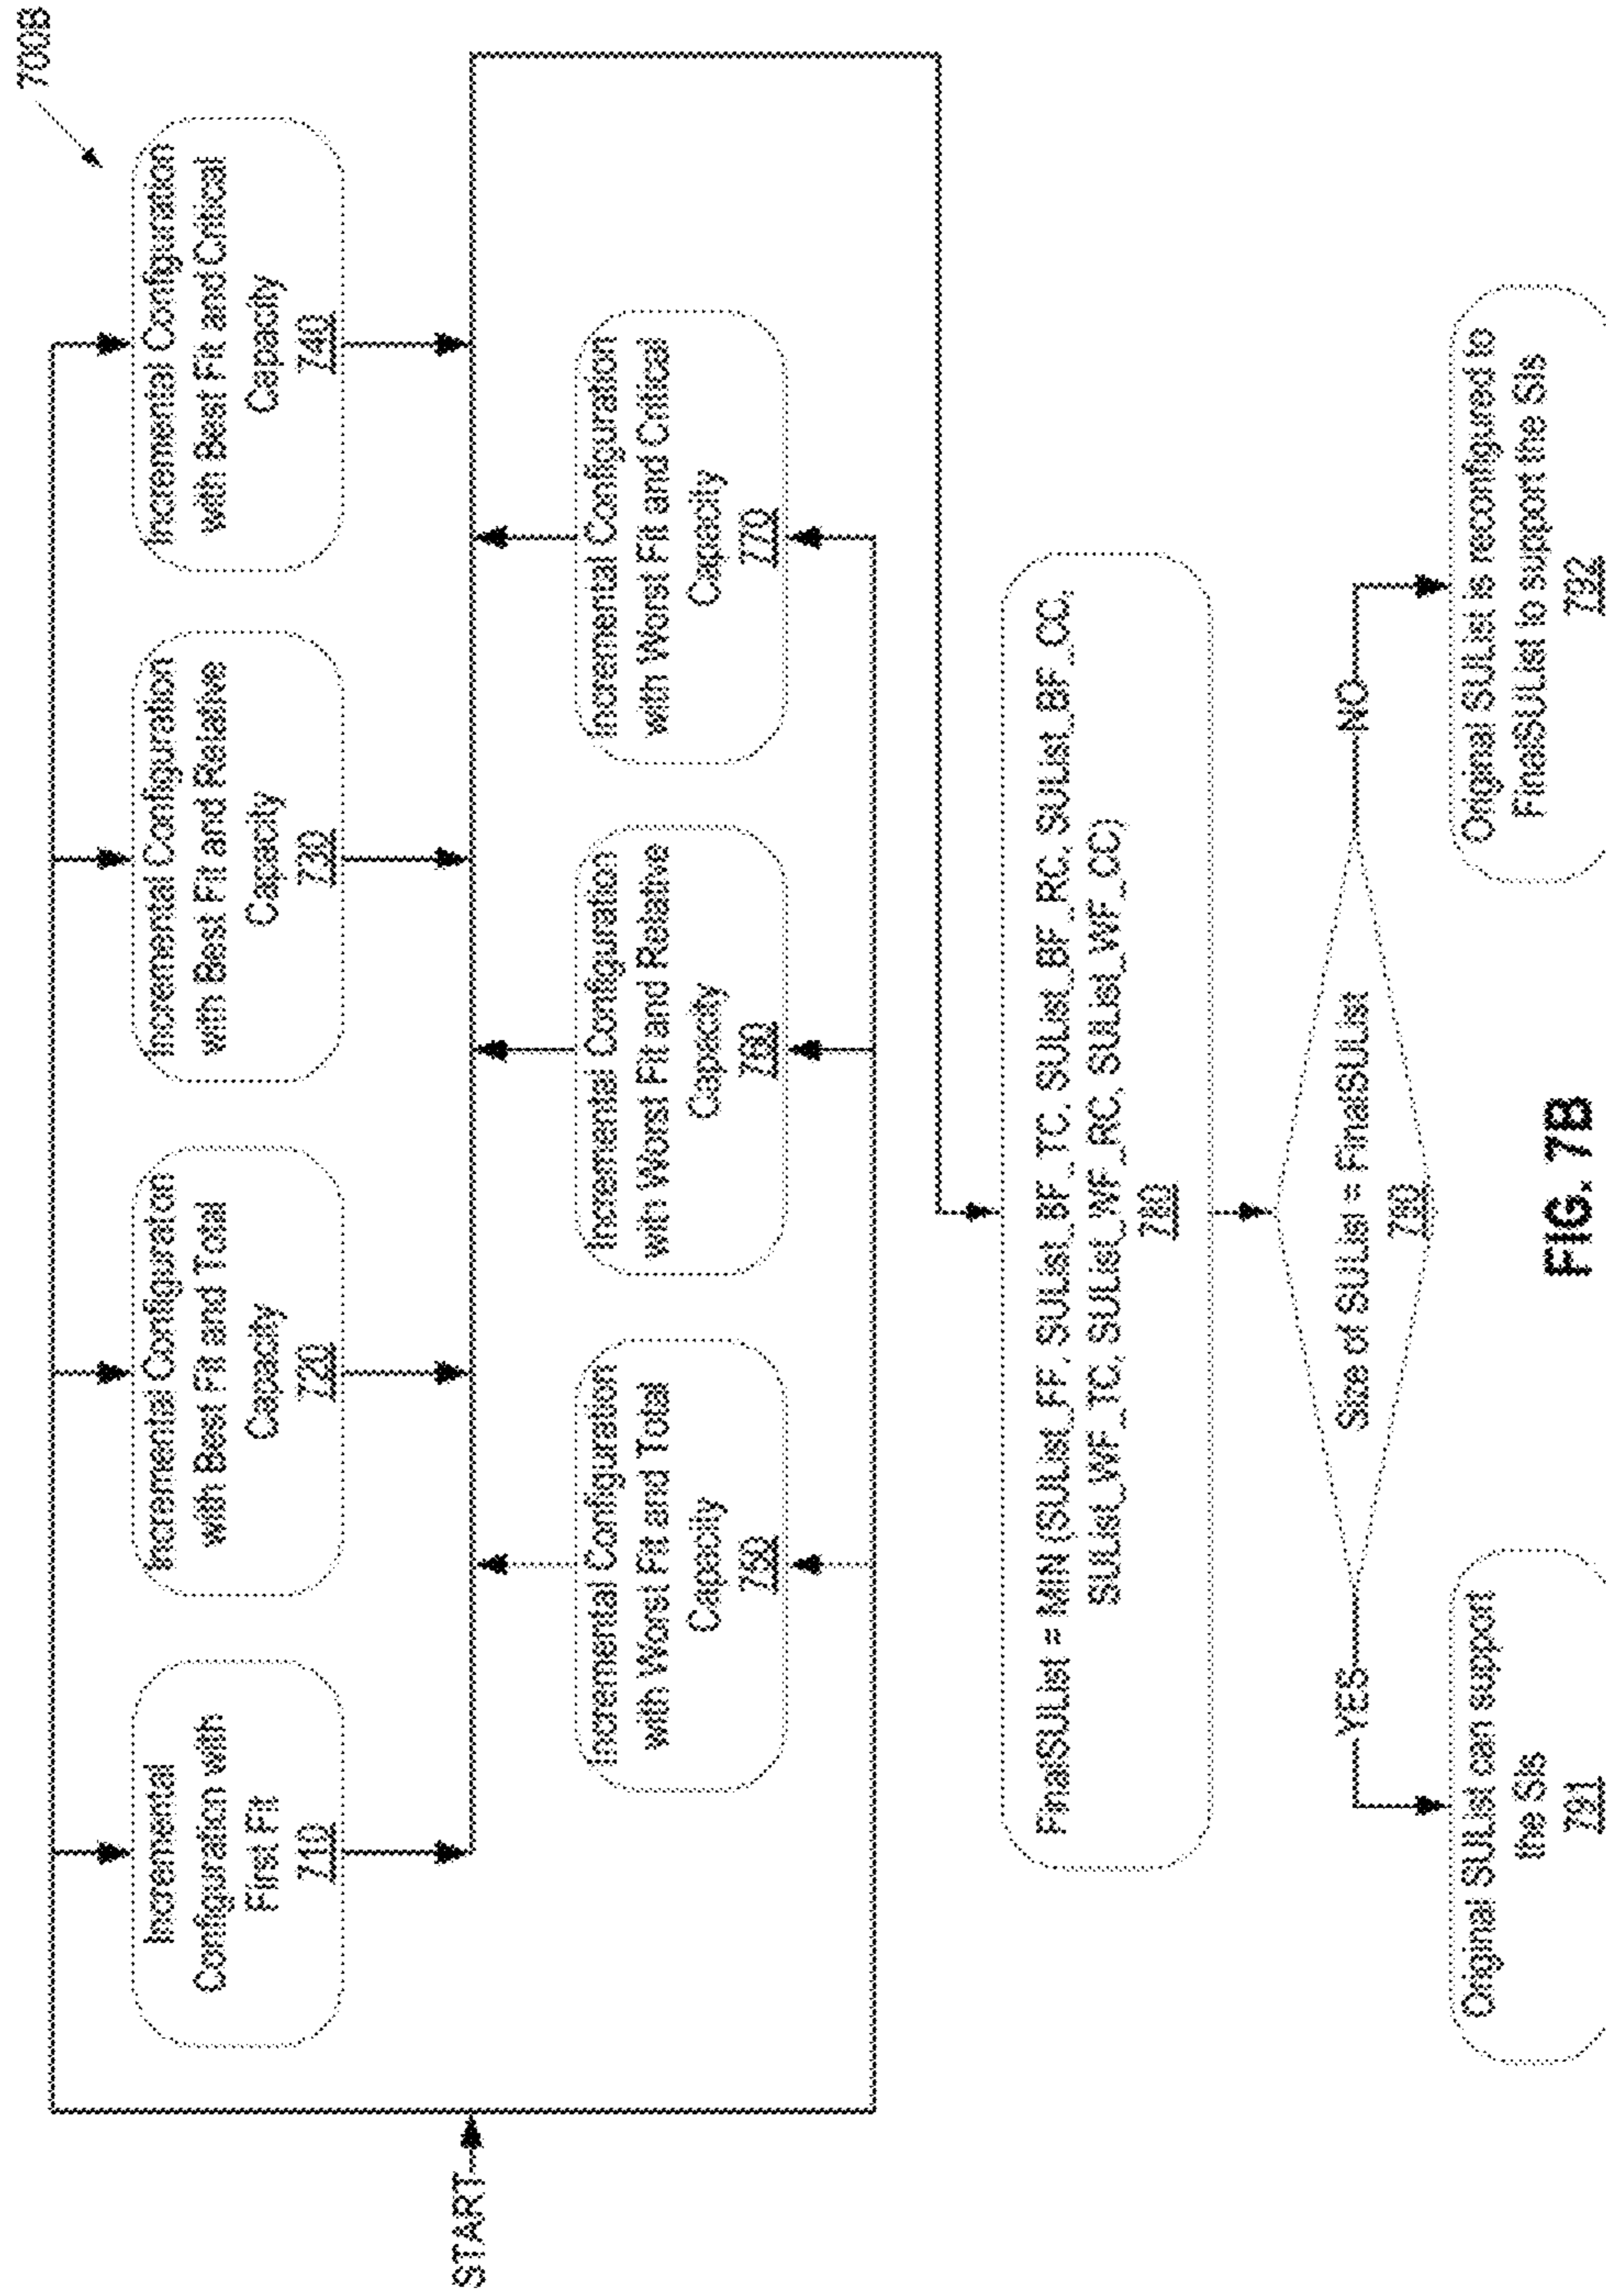 700B
START
Incremental
Configuration with
First Fit
710
Incremental Configuration
with Best Fit and Total
Capacity
720
Incremental Configuration
with Best Fit and Relative
Capacity
730
Incremental Configuration
with Best Fit and Critical
Capacity
740
Incremental Configuration
with Worst Fit and Total
Capacity
750
Incremental Configuration
with Worst Fit and Relative
Capacity
760
Incremental Configuration
with Worst Fit and Critical
Capacity
770
FinalSUList = MIN (SUList_FF, SUList_BF_TC, SUList_BF_RC, SUList_BF_CC,
SUList_WF_TC, SUList_WF_RC, SUList_WF_CC)
780
Size of SUList = FinalSUList
790
YES
NO
Original SUList can support
the SIs
791
Original SUList is reconfigured to
FinalSUList to support the SIs
792
FIG. 7B